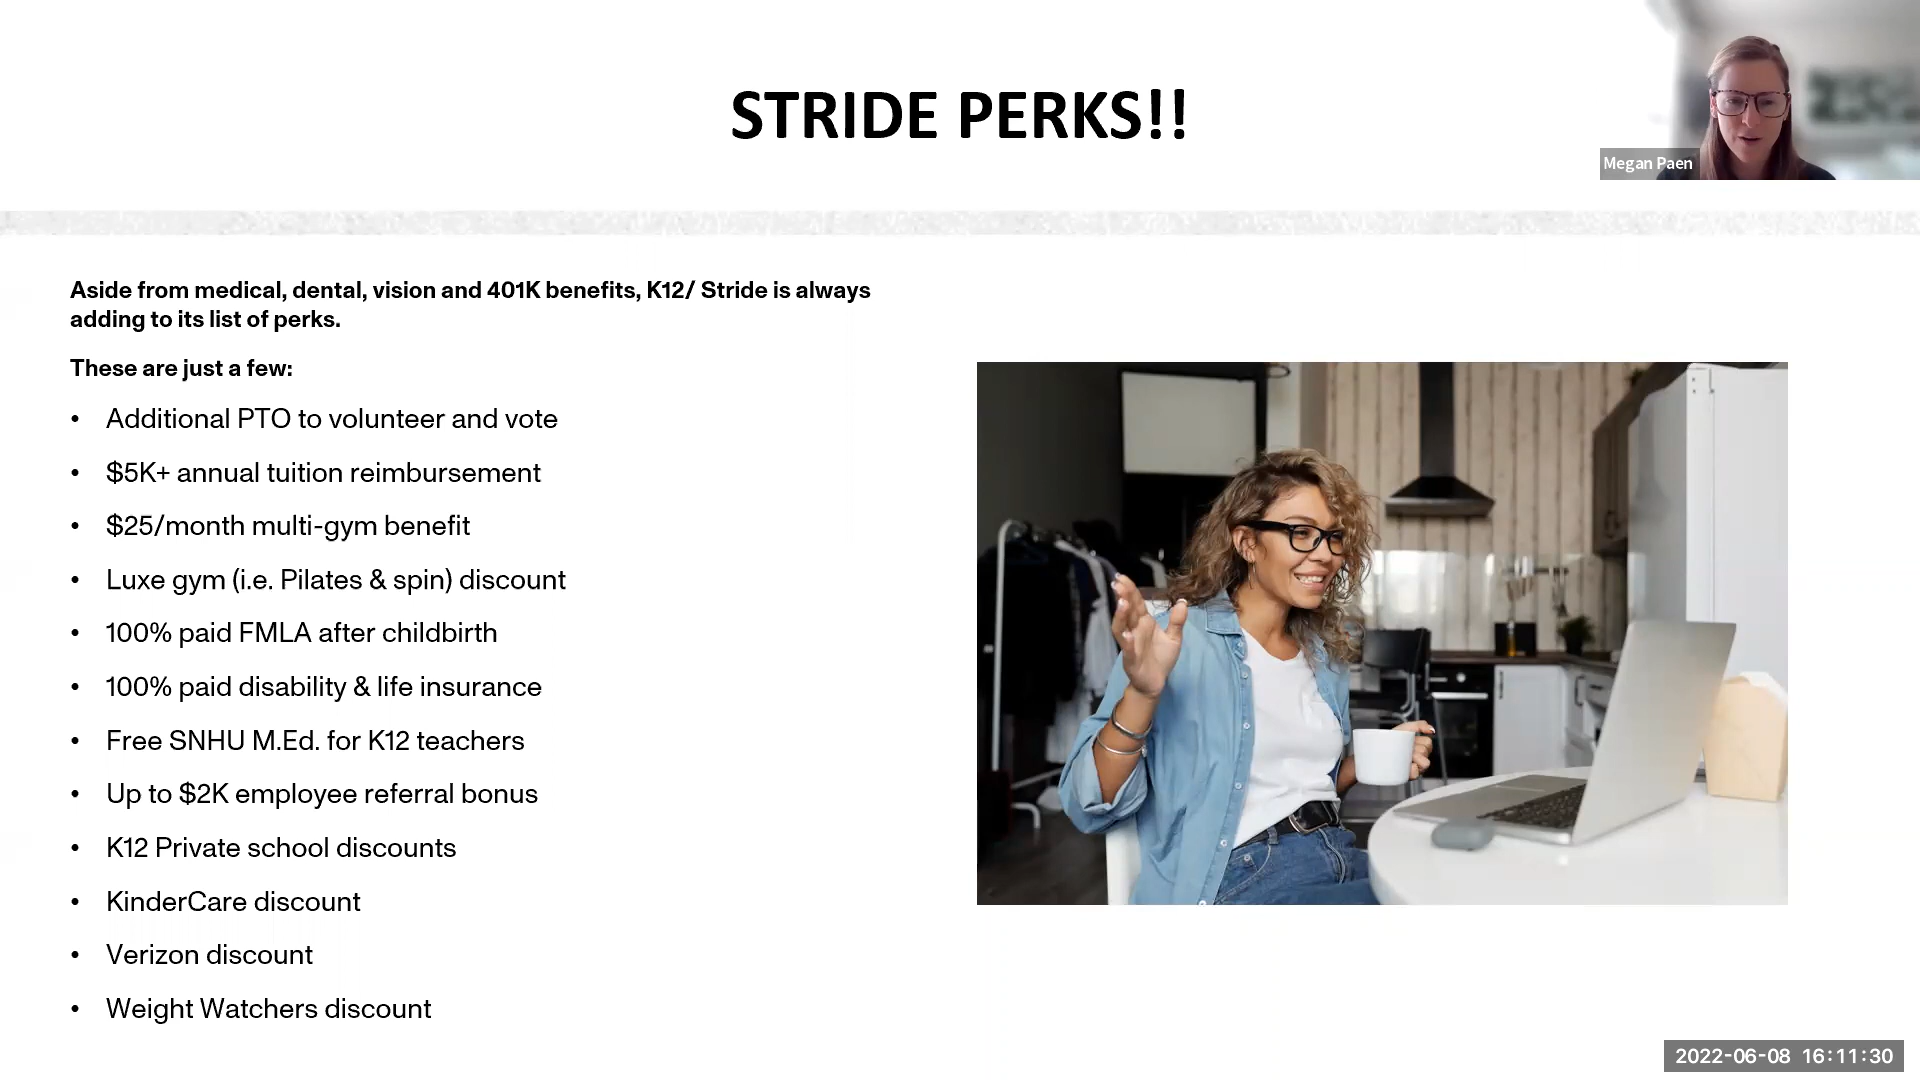 STRIDE PERKS!!
Megan Paen
Aside from medical, dental, vision and 401K benefits, K12/ Stride is always
adding to its list of perks.
These are just a few:
• Additional PTO to volunteer and vote
• $5K+ annual tuition reimbursement
• $25/month multi-gym benefit
• Luxe gym (i.e. Pilates & spin) discount
• 100% paid FMLA after childbirth
• 100% paid disability & life insurance
• Free SNHU M.Ed. for K12 teachers
• Up to $2K employee referral bonus
• K12 Private school discounts
• KinderCare discount
• Verizon discount
• Weight Watchers discount
2022-06-08 16:11:30